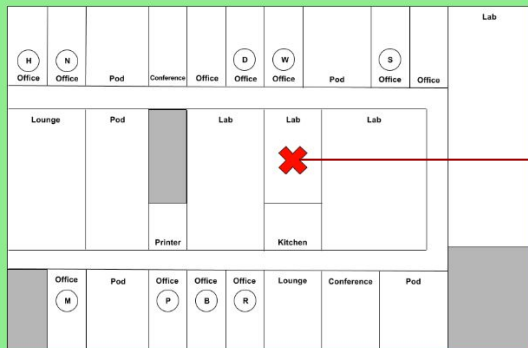 Lab
H N D W S
Office Office Pod Conference Office Office Office Pod Office Office
Lounge Pod Lab Lab Lab
Printer Kitchen
Office Pod Office Office Office Lounge Conference Pod
M P B R